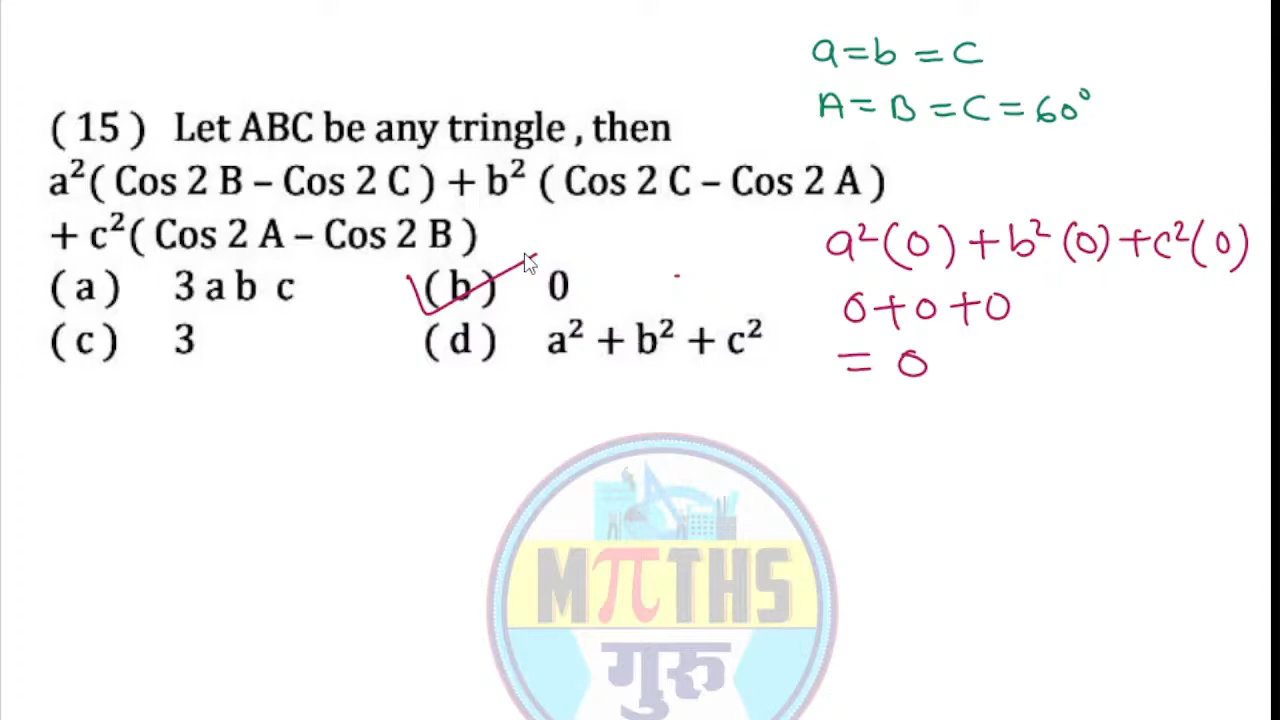 a = b = c
A = B = C = 60°
( 15 ) Let ABC be any tringle , then
a²( Cos 2 B – Cos 2 C ) + b² ( Cos 2 C – Cos 2 A )
+ c²( Cos 2 A – Cos 2 B )
( a ) 3 a b c ( b ) 0
( c ) 3 ( d ) a² + b² + c²
a²(0) + b²(0) + c²(0)
0 + 0 + 0
= 0
MπTHS
गुरु